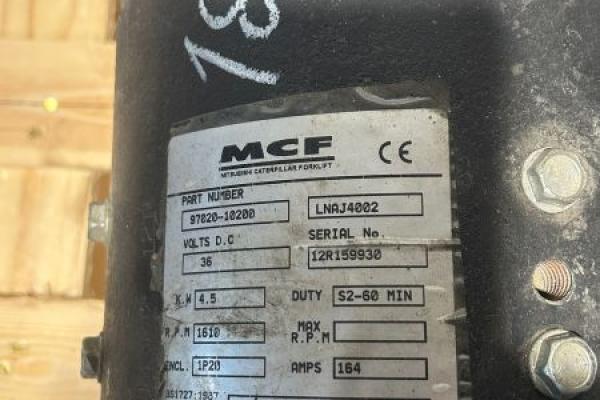 18
MCF
MITSUBISHI CATERPILLAR FORKLIFT
CE
PART NUMBER
97820-10200 LNAJ4002
VOLTS D.C SERIAL No.
36 12R159930
K.W 4.5 DUTY S2-60 MIN
R.P.M 1610 MAX R.P.M
ENCL. 1P20 AMPS 164